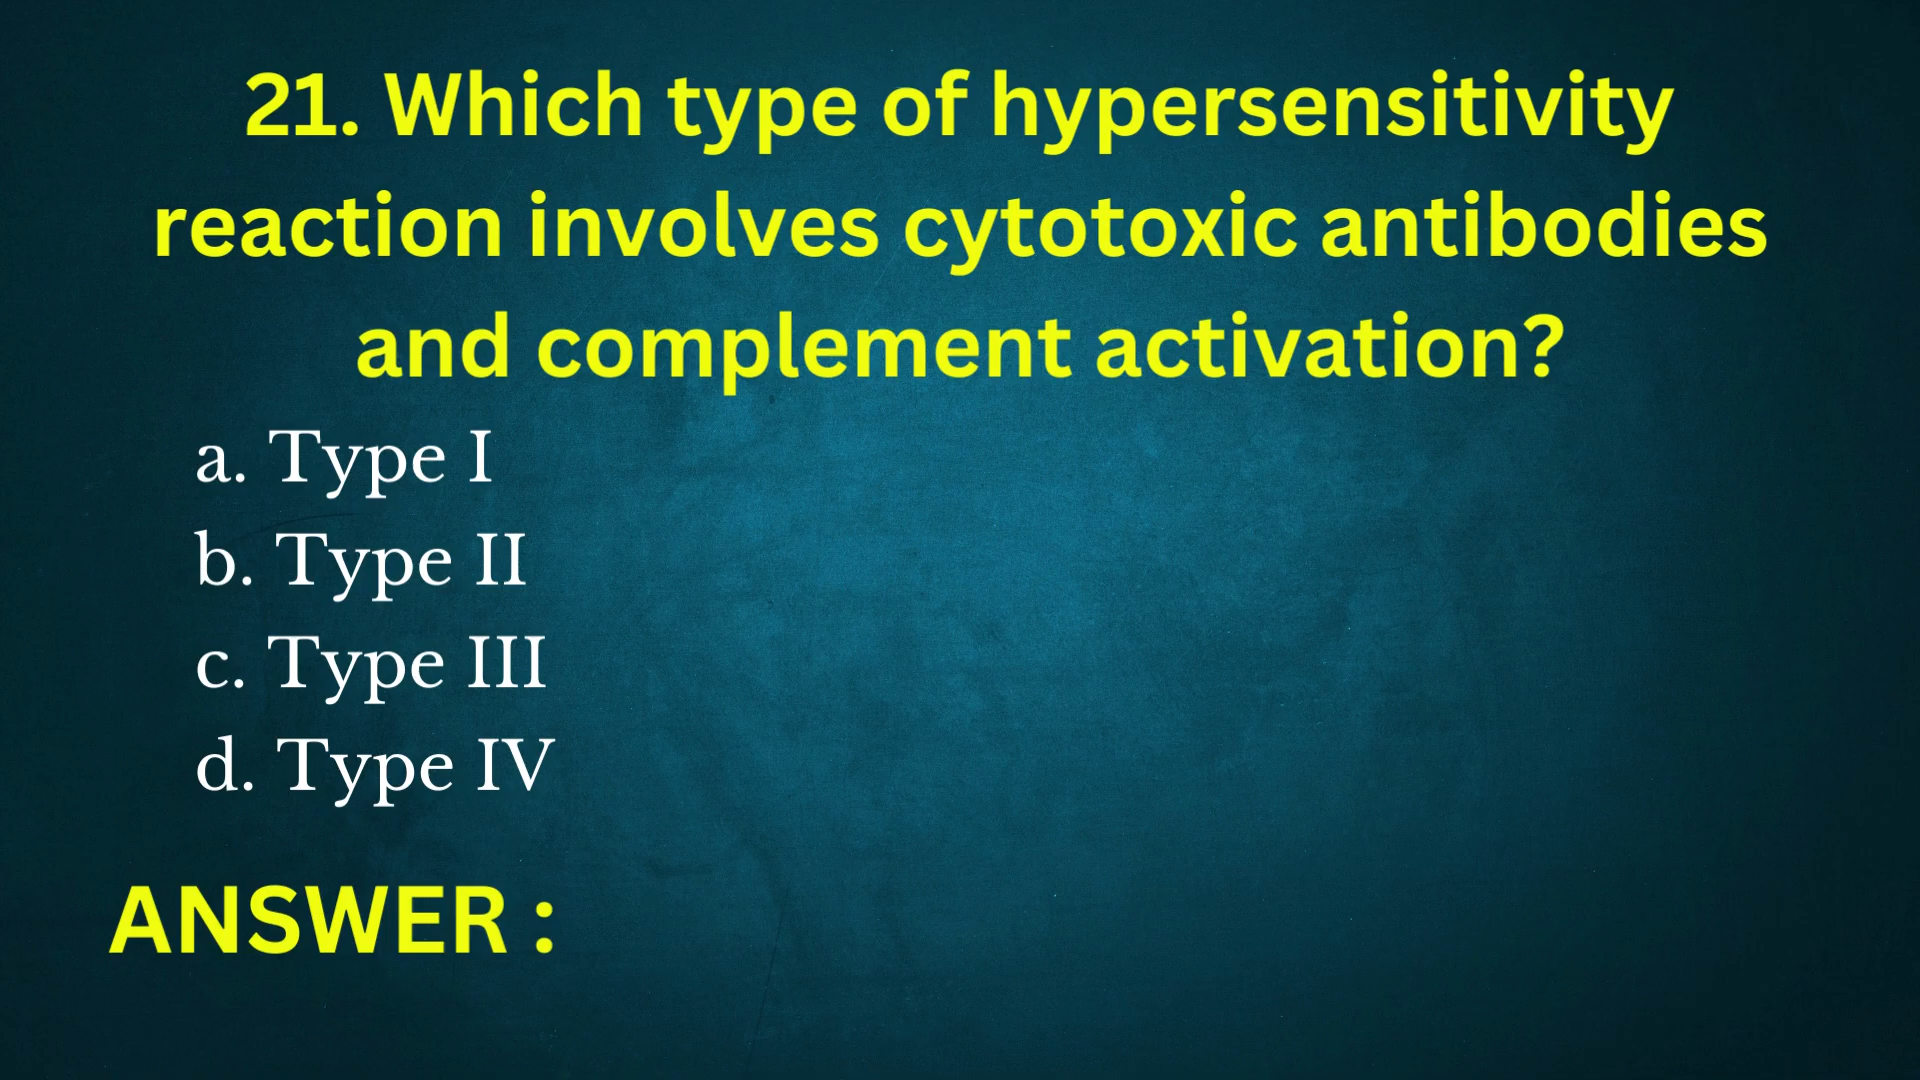 21. Which type of hypersensitivity
reaction involves cytotoxic antibodies
and complement activation?
a. Type I
b. Type II
c. Type III
d. Type IV
ANSWER :